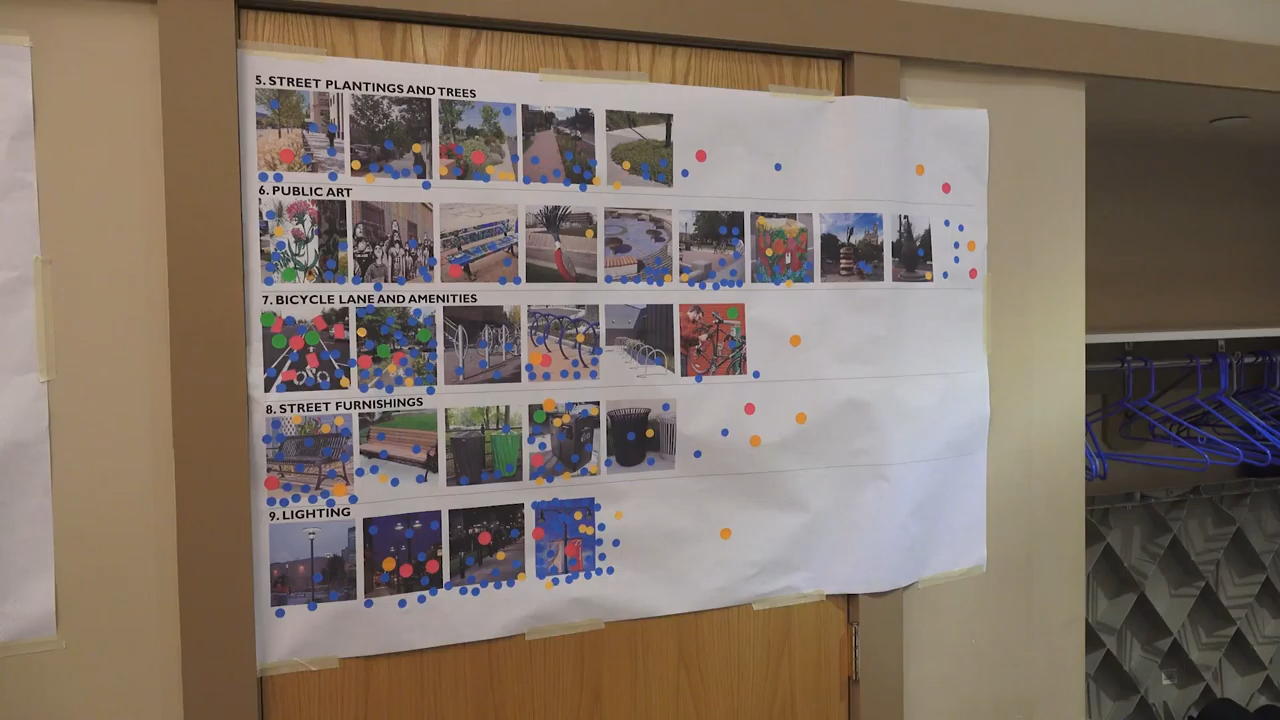 5. STREET PLANTINGS AND TREES
6. PUBLIC ART
7. BICYCLE LANE AND AMENITIES
8. STREET FURNISHINGS
9. LIGHTING